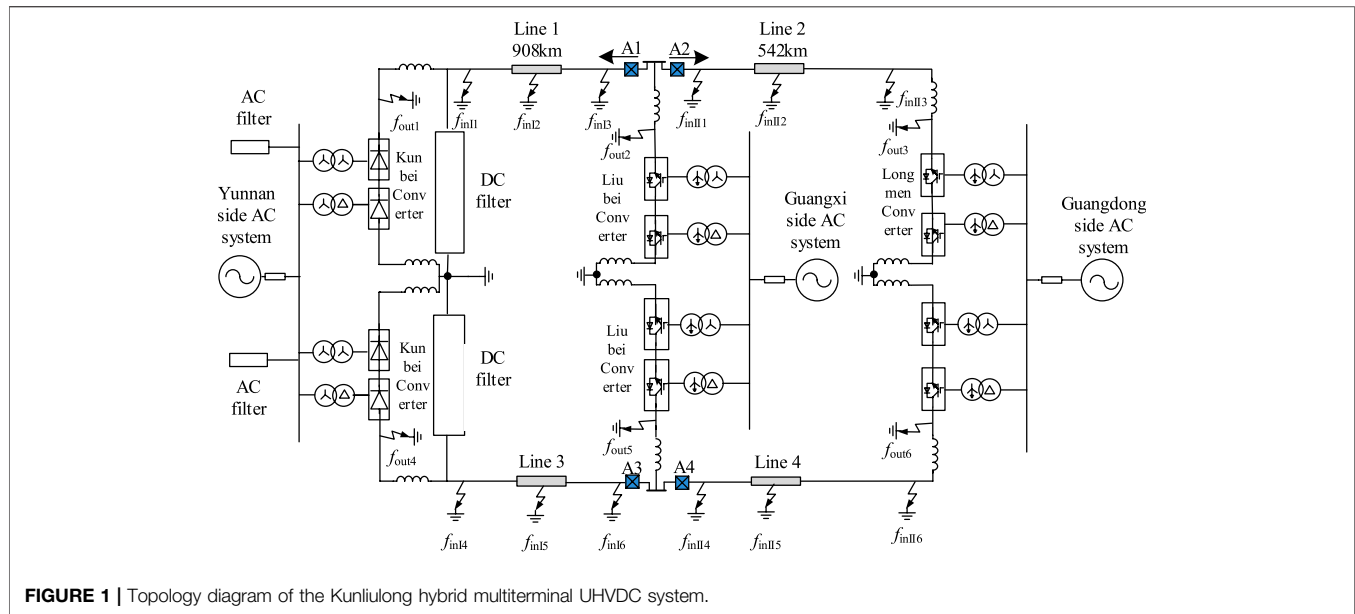 Line 1
908km
A1
A2
Line 2
542km
AC
filter
f_out1
f_inI1
f_inI2
f_inI3
f_inII1
f_inII2
f_inII3
f_out2
f_out3
Kun
bei
Conv
erter
DC
filter
Liu
bei
Conv
erter
Long
men
Conv
erter
Yunnan
side AC
system
Guangxi
side AC
system
Guangdong
side AC
system
Kun
bei
Conv
erter
DC
filter
Liu
bei
Conv
erter
AC
filter
f_out4
f_out5
f_out6
Line 3
A3
A4
Line 4
f_inI4
f_inI5
f_inI6
f_inII4
f_inII5
f_inII6
FIGURE 1 | Topology diagram of the Kunliulong hybrid multiterminal UHVDC system.